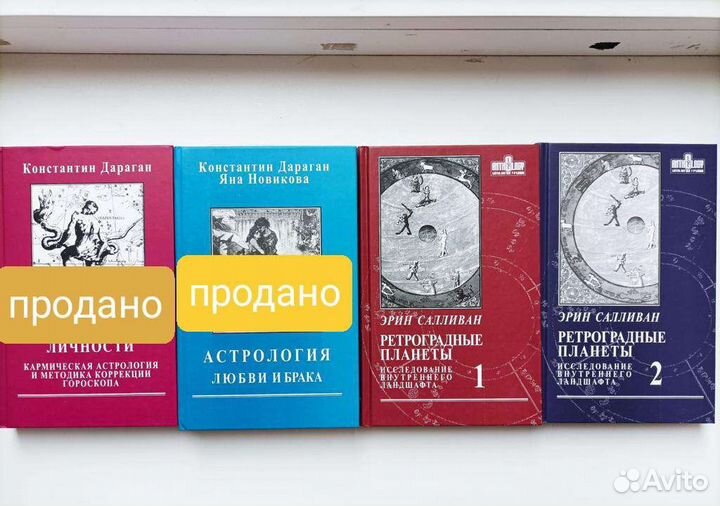 Константин Дараган
продано
ЛИЧНОСТИ
КАРМИЧЕСКАЯ АСТРОЛОГИЯ
И МЕТОДИКА КОРРЕКЦИИ
ГОРОСКОПА
Константин Дараган
Яна Новикова
продано
АСТРОЛОГИЯ
ЛЮБВИ И БРАКА
ЭРИН САЛЛИВАН
РЕТРОГРАДНЫЕ
ПЛАНЕТЫ
ИССЛЕДОВАНИЕ
ВНУТРЕННЕГО
ЛАНДШАФТА
1
ЭРИН САЛЛИВАН
РЕТРОГРАДНЫЕ
ПЛАНЕТЫ
ИССЛЕДОВАНИЕ
ВНУТРЕННЕГО
ЛАНДШАФТА
2
Avito